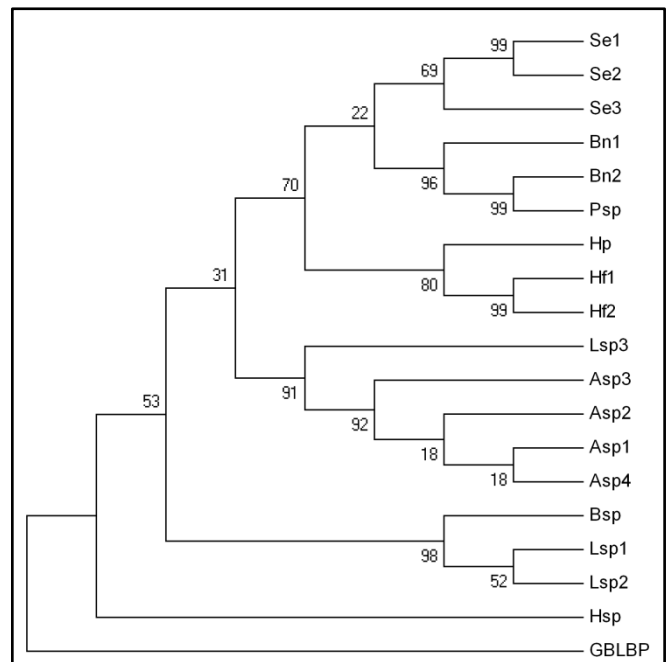 Se1
99
Se2
69
Se3
22
Bn1
96
Bn2
99
Psp
70
Hp
80
Hf1
99
Hf2
31
Lsp3
91
Asp3
92
Asp2
18
Asp1
18
Asp4
53
Bsp
98
Lsp1
52
Lsp2
Hsp
GBLBP